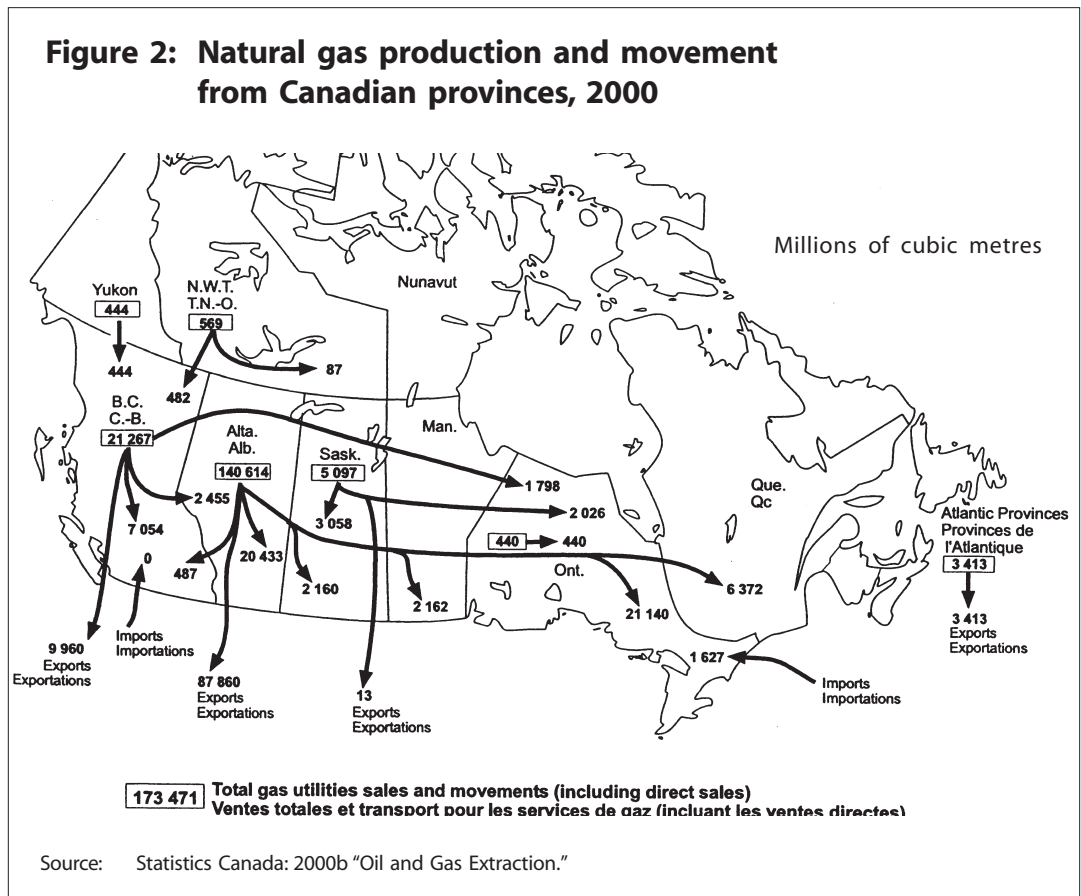 Figure 2: Natural gas production and movement
from Canadian provinces, 2000
Millions of cubic metres
Nunavut
Yukon
444
444
N.W.T.
T.N.-O.
569
87
482
B.C.
C.-B.
21 267
Alta.
Alb.
140 614
Sask.
5 097
Man.
1 798
2 026
2 455
7 054
3 058
0
487
20 433
2 160
2 162
440
440
Ont.
21 140
Que.
Qc
6 372
Atlantic Provinces
Provinces de
l'Atlantique
3 413
3 413
Exports
Exportations
9 960
Exports
Exportations
Imports
Importations
87 860
Exports
Exportations
13
Exports
Exportations
1 627
Imports
Importations
173 471 Total gas utilities sales and movements (including direct sales)
Ventes totales et transport pour les services de gaz (incluant les ventes directes)
Source: Statistics Canada: 2000b “Oil and Gas Extraction.”